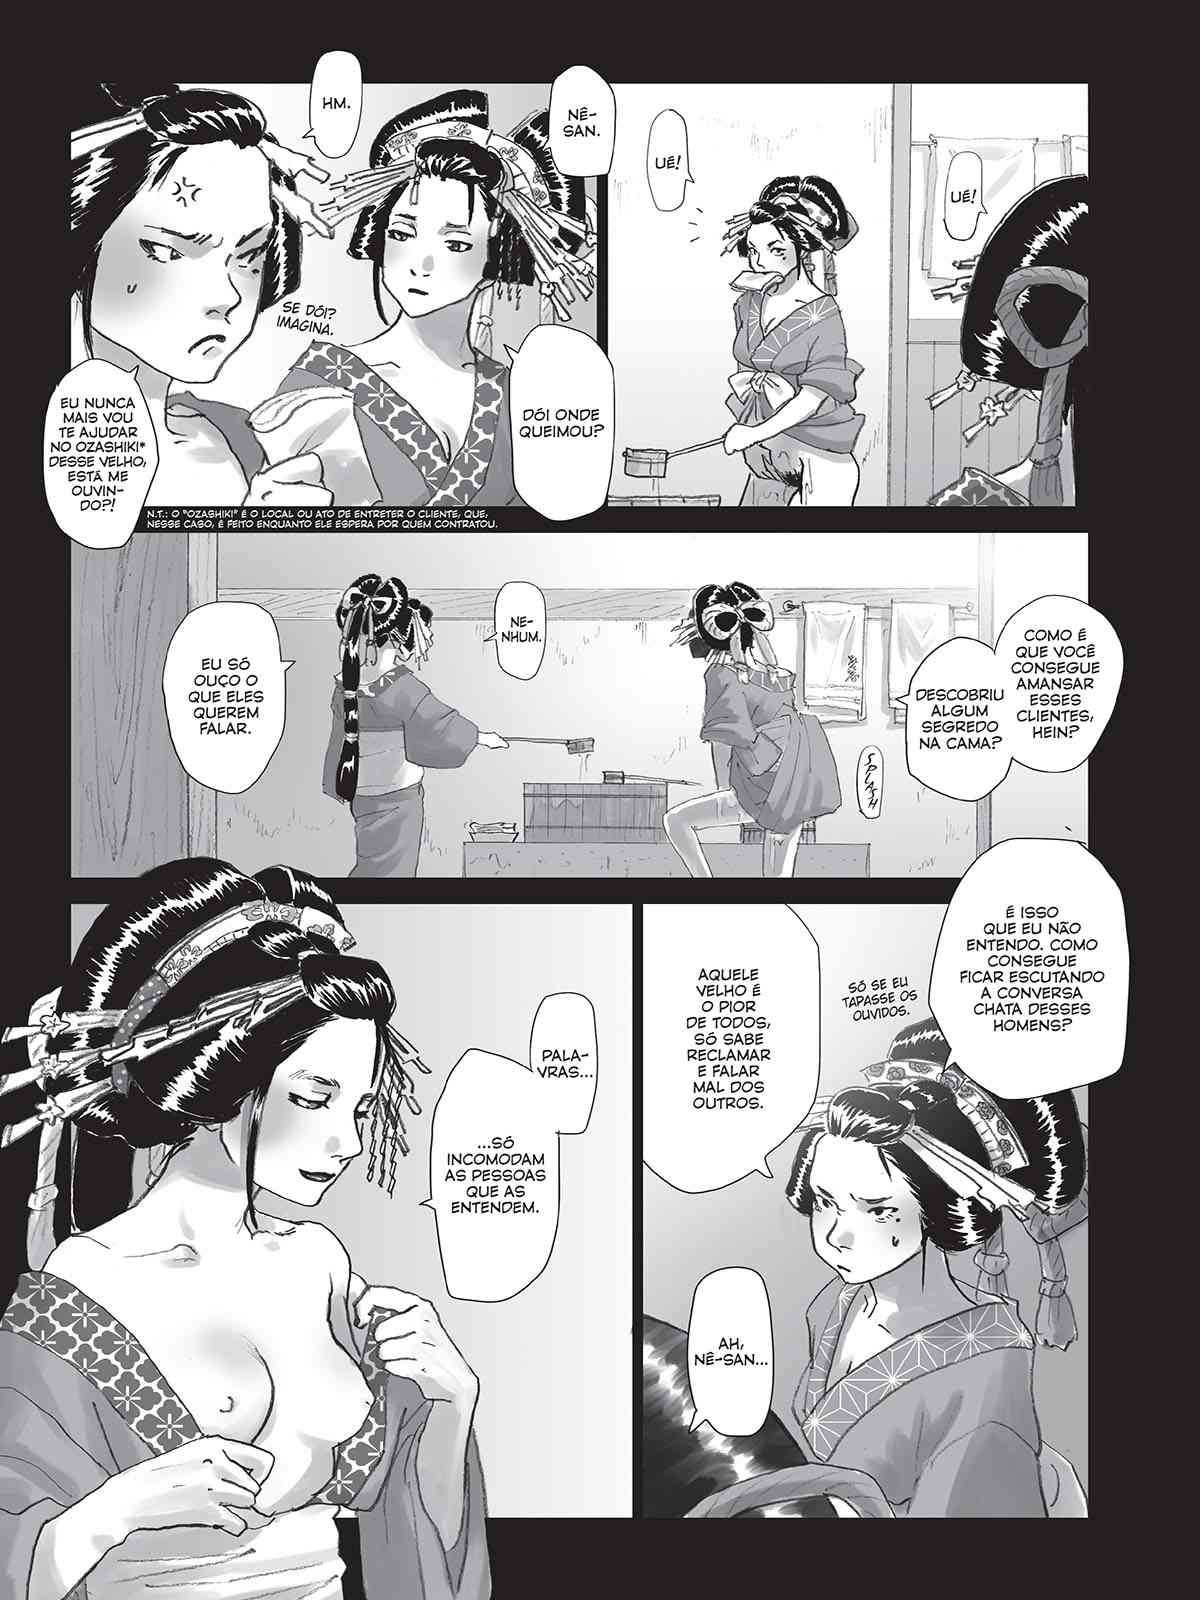 UÉ!
UÉ!
NÊ-
SAN.
DÓI ONDE
QUEIMOU?
HM.
SE DÓI?
IMAGINA.
EU NUNCA
MAIS VOU
TE AJUDAR
NO OZASHIKI*
DESSE VELHO,
ESTÁ ME
OUVIN-
DO?!
N.T.: O "OZASHIKI" É O LOCAL OU ATO DE ENTRETER O CLIENTE, QUE,
NESSE CASO, É FEITO ENQUANTO ELE ESPERA POR QUEM CONTRATOU.
COMO É
QUE VOCÊ
CONSEGUE
AMANSAR
ESSES
CLIENTES,
HEIN?
DESCOBRIU
ALGUM
SEGREDO
NA CAMA?
SPLASH
NE-
NHUM.
EU SÓ
OUÇO O
QUE ELES
QUEREM
FALAR.
É ISSO
QUE EU NÃO
ENTENDO. COMO
CONSEGUE
FICAR ESCUTANDO
A CONVERSA
CHATA DESSES
HOMENS?
SÓ SE EU
TAPASSE OS
OUVIDOS.
AQUELE
VELHO É
O PIOR
DE TODOS,
SÓ SABE
RECLAMAR
E FALAR
MAL DOS
OUTROS.
AH,
NÊ-SAN...
PALA-
VRAS...
...SÓ
INCOMODAM
AS PESSOAS
QUE AS
ENTENDEM.